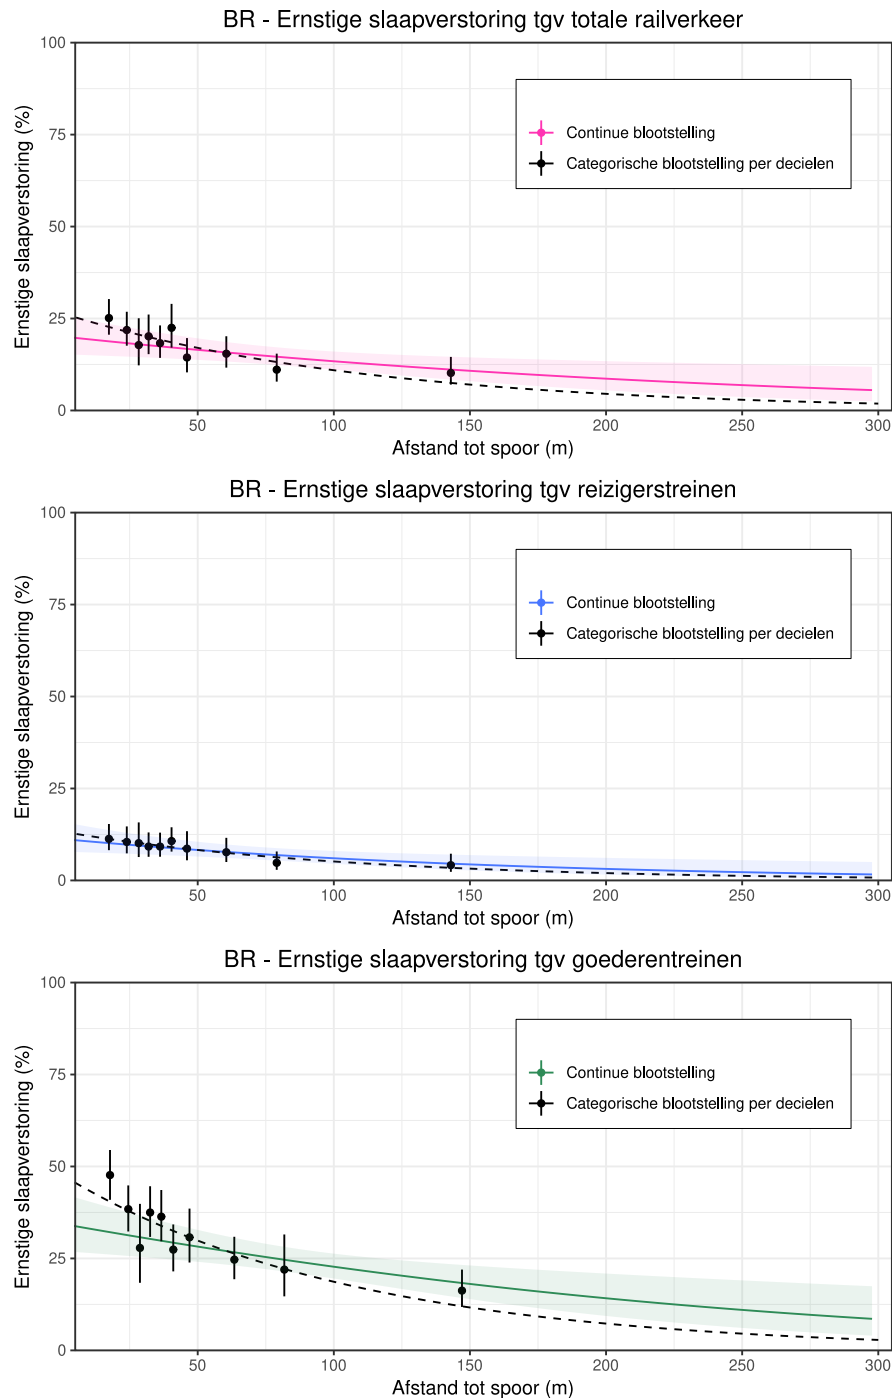 BR - Ernstige slaapverstoring tgv totale railverkeer
Ernstige slaapverstoring (%)
100
75
50
25
0
Continue blootstelling
Categorische blootstelling per decielen
50
100
150
200
250
300
Afstand tot spoor (m)
BR - Ernstige slaapverstoring tgv reizigerstreinen
Ernstige slaapverstoring (%)
100
75
50
25
0
Continue blootstelling
Categorische blootstelling per decielen
50
100
150
200
250
300
Afstand tot spoor (m)
BR - Ernstige slaapverstoring tgv goederentreinen
Ernstige slaapverstoring (%)
100
75
50
25
0
Continue blootstelling
Categorische blootstelling per decielen
50
100
150
200
250
300
Afstand tot spoor (m)